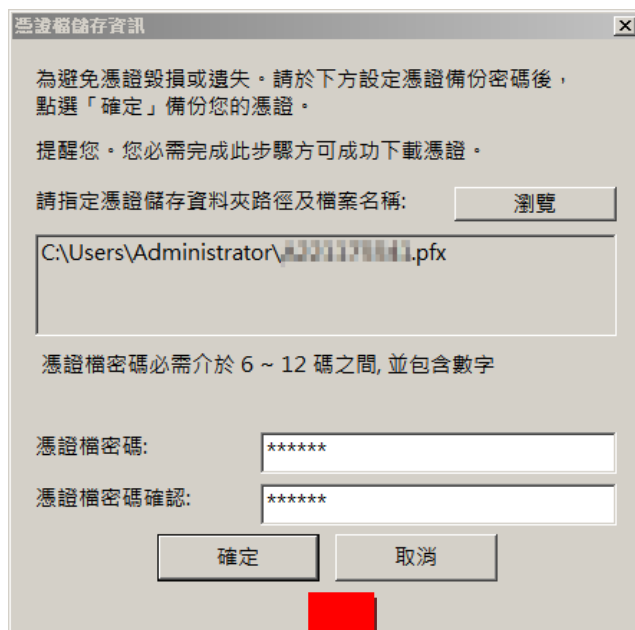 憑證檔儲存資訊
為避免憑證毀損或遺失。請於下方設定憑證備份密碼後，
點選「確定」備份您的憑證。
提醒您。您必需完成此步驟方可成功下載憑證。
請指定憑證儲存資料夾路徑及檔案名稱:
瀏覽
C:\Users\Administrator\.pfx
憑證檔密碼必需介於 6 ~ 12 碼之間, 並包含數字
憑證檔密碼: ******
憑證檔密碼確認: ******
確定 取消